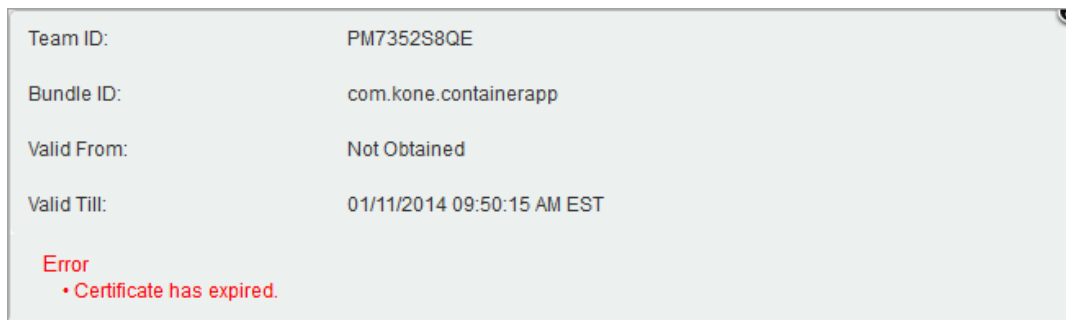 Team ID: PM7352S8QE
Bundle ID: com.kone.containerapp
Valid From: Not Obtained
Valid Till: 01/11/2014 09:50:15 AM EST
Error
• Certificate has expired.